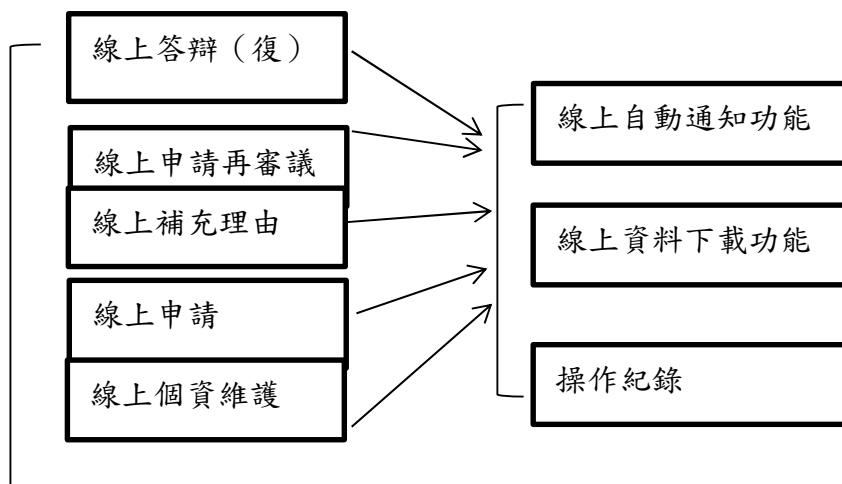 線上答辯（復）
線上申請再審議
線上補充理由
線上申請
線上個資維護
線上自動通知功能
線上資料下載功能
操作紀錄